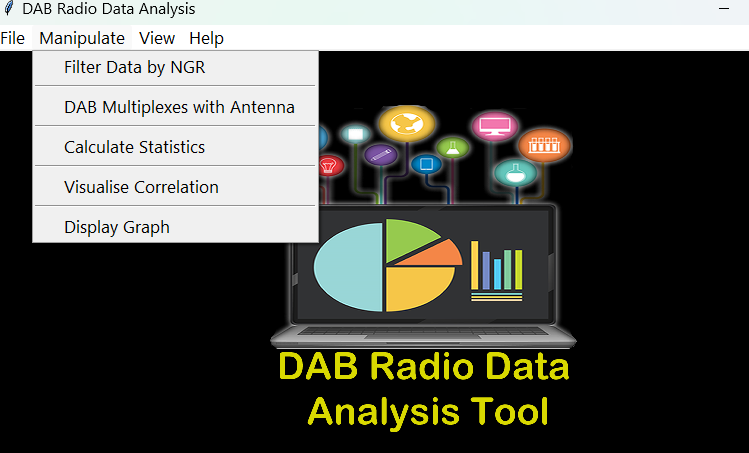 DAB Radio Data Analysis
File Manipulate View Help
Filter Data by NGR
DAB Multiplexes with Antenna
Calculate Statistics
Visualise Correlation
Display Graph
DAB Radio Data
Analysis Tool